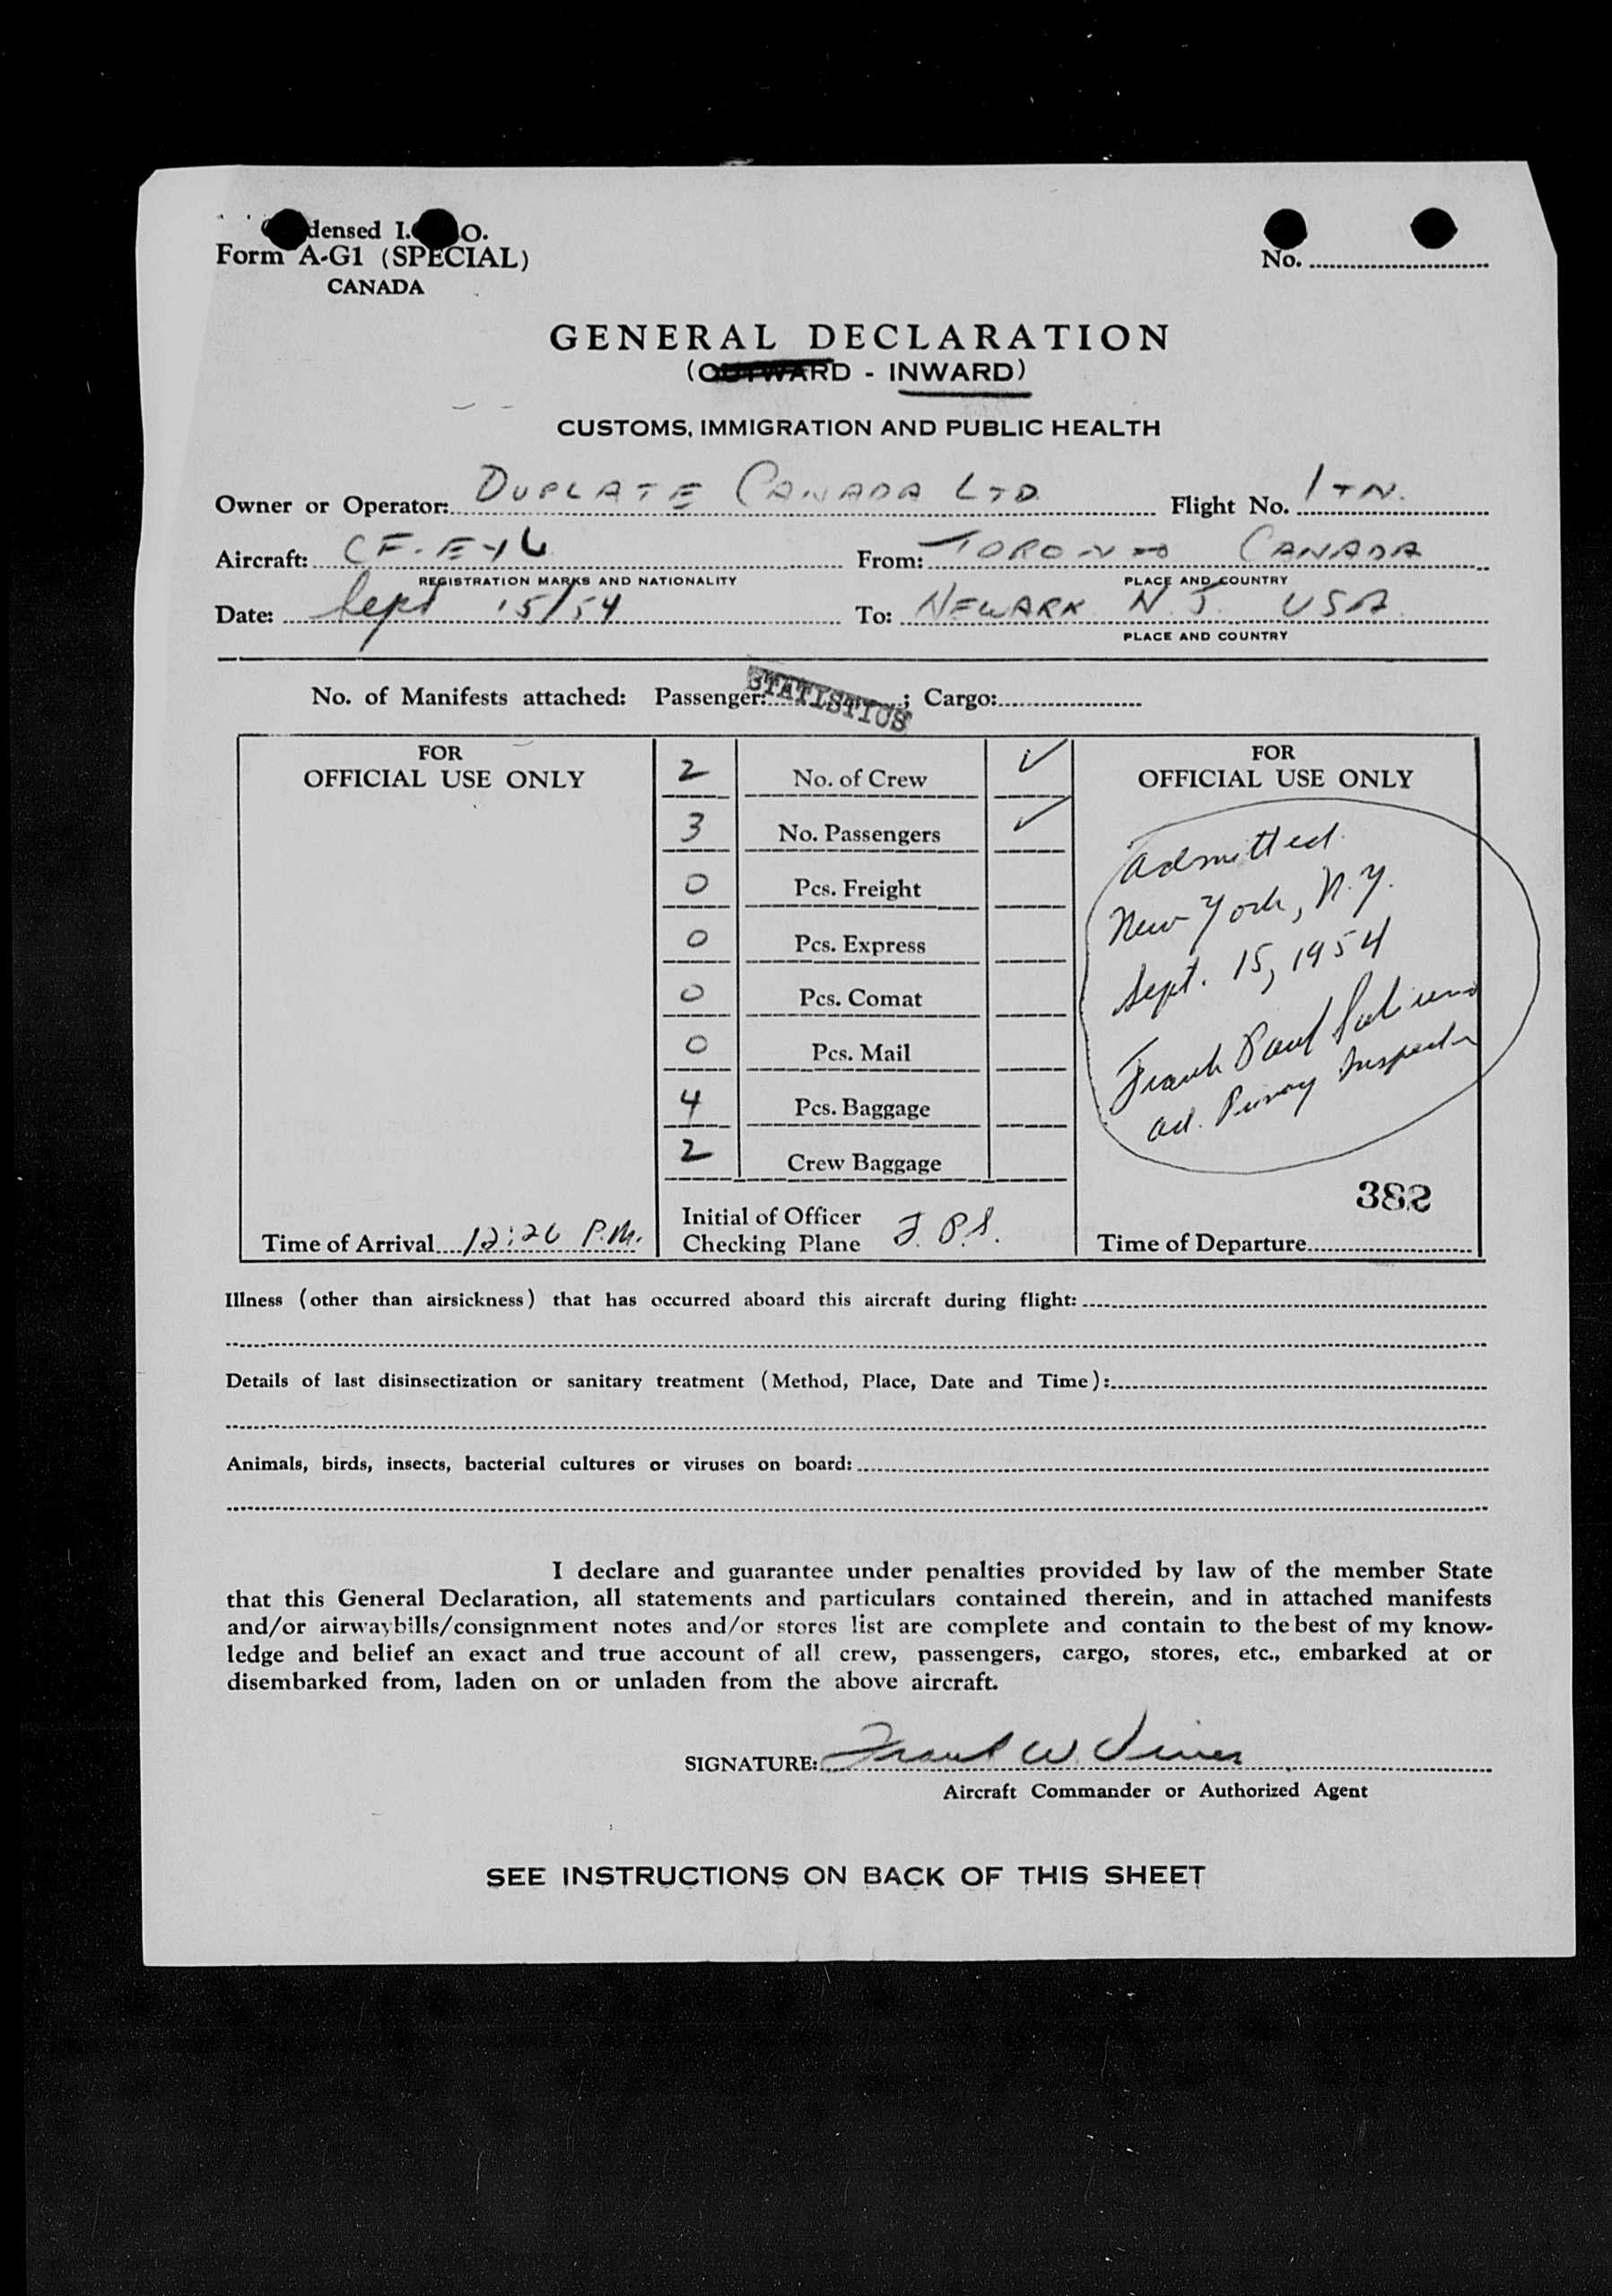 densed I. O.
Form A-G1 (SPECIAL)
CANADA
No.
GENERAL DECLARATION
(OUTWARD - INWARD)
CUSTOMS, IMMIGRATION AND PUBLIC HEALTH
Owner or Operator: DUPLATE CANADA LTD. Flight No. 1TN.
Aircraft: CF-EYL From: TORONTO CANADA
REGISTRATION MARKS AND NATIONALITY PLACE AND COUNTRY
Date: Sept 15/54 To: NEWARK N.J. USA
PLACE AND COUNTRY
No. of Manifests attached: Passenger: ; Cargo:
STATISTICS
FOR
OFFICIAL USE ONLY
2 No. of Crew ✓
3 No. Passengers ✓
0 Pcs. Freight
0 Pcs. Express
0 Pcs. Comat
0 Pcs. Mail
4 Pcs. Baggage
2 Crew Baggage
FOR
OFFICIAL USE ONLY
Admitted.
New York, N.Y.
Sept. 15, 1954
Frank Paul
Inspector
382
Time of Arrival 12:26 P.M.
Initial of Officer
Checking Plane F.P.S.
Time of Departure
Illness (other than airsickness) that has occurred aboard this aircraft during flight:
Details of last disinsectization or sanitary treatment (Method, Place, Date and Time):
Animals, birds, insects, bacterial cultures or viruses on board:
I declare and guarantee under penalties provided by law of the member State
that this General Declaration, all statements and particulars contained therein, and in attached manifests
and/or airwaybills/consignment notes and/or stores list are complete and contain to the best of my know-
ledge and belief an exact and true account of all crew, passengers, cargo, stores, etc., embarked at or
disembarked from, laden on or unladen from the above aircraft.
SIGNATURE: Frank W.
Aircraft Commander or Authorized Agent
SEE INSTRUCTIONS ON BACK OF THIS SHEET